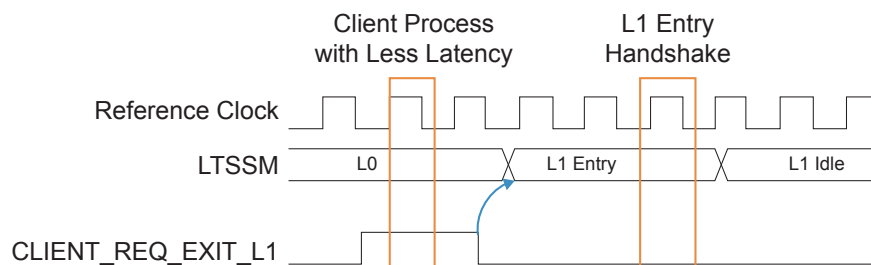 Client Process
with Less Latency
L1 Entry
Handshake
Reference Clock
LTSSM
L0
L1 Entry
L1 Idle
CLIENT_REQ_EXIT_L1